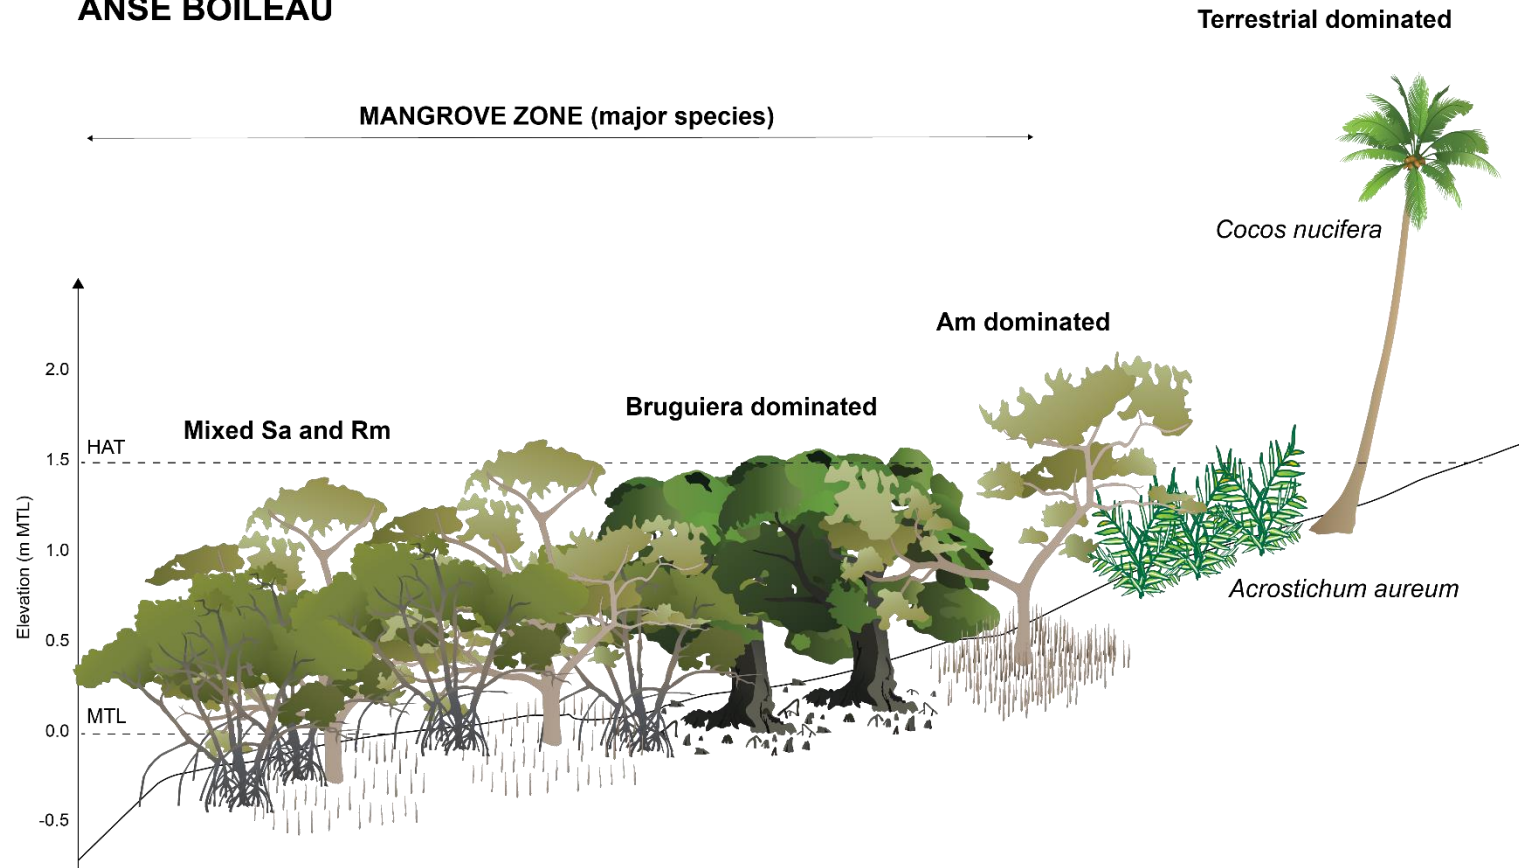 ANSE BOILEAU
Terrestrial dominated
MANGROVE ZONE (major species)
Cocos nucifera
Am dominated
Bruguiera dominated
Mixed Sa and Rm
Acrostichum aureum
Elevation (m MTL)
2.0
HAT
1.5
1.0
0.5
MTL
0.0
-0.5